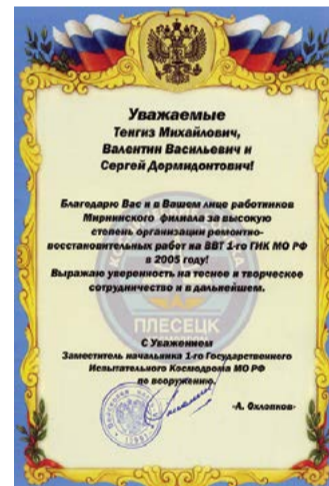 Уважаемые
Тенгиз Михайлович,
Валентин Васильевич и
Сергей Дормидонтович!
Благодарю Вас и в Вашем лице работников
Мирнинского филиала за высокую
степень организации ремонтно-
восстановительных работ на ВВТ 1-го ГИК МО РФ
в 2005 году!
Выражаю уверенность на тесное и творческое
сотрудничество и в дальнейшем.
ПЛЕСЕЦК
С Уважением
Заместитель начальника 1-го Государственного
Испытательного Космодрома МО РФ
по вооружению.
-А. Охлопков-